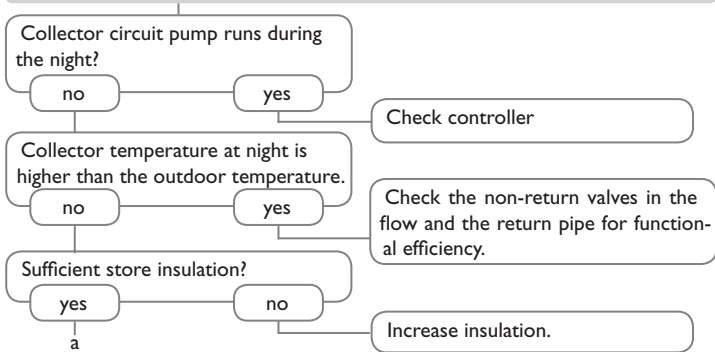 Collector circuit pump runs during
the night?
no
yes
Check controller
Collector temperature at night is
higher than the outdoor temperature.
no
yes
Check the non-return valves in the
flow and the return pipe for function-
al efficiency.
Sufficient store insulation?
yes
no
Increase insulation.
a